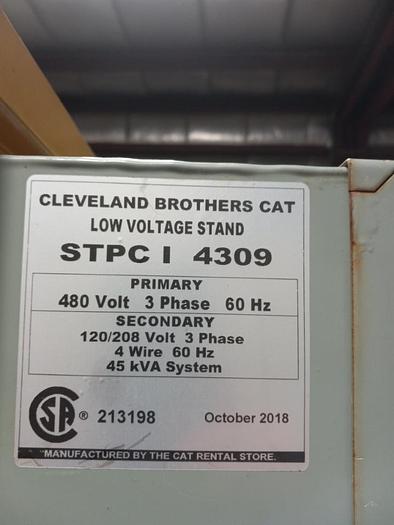 CLEVELAND BROTHERS CAT
LOW VOLTAGE STAND
STPC I 4309
PRIMARY
480 Volt 3 Phase 60 Hz
SECONDARY
120/208 Volt 3 Phase
4 Wire 60 Hz
45 kVA System
CSA ® 213198 October 2018
MANUFACTURED BY THE CAT RENTAL STORE.